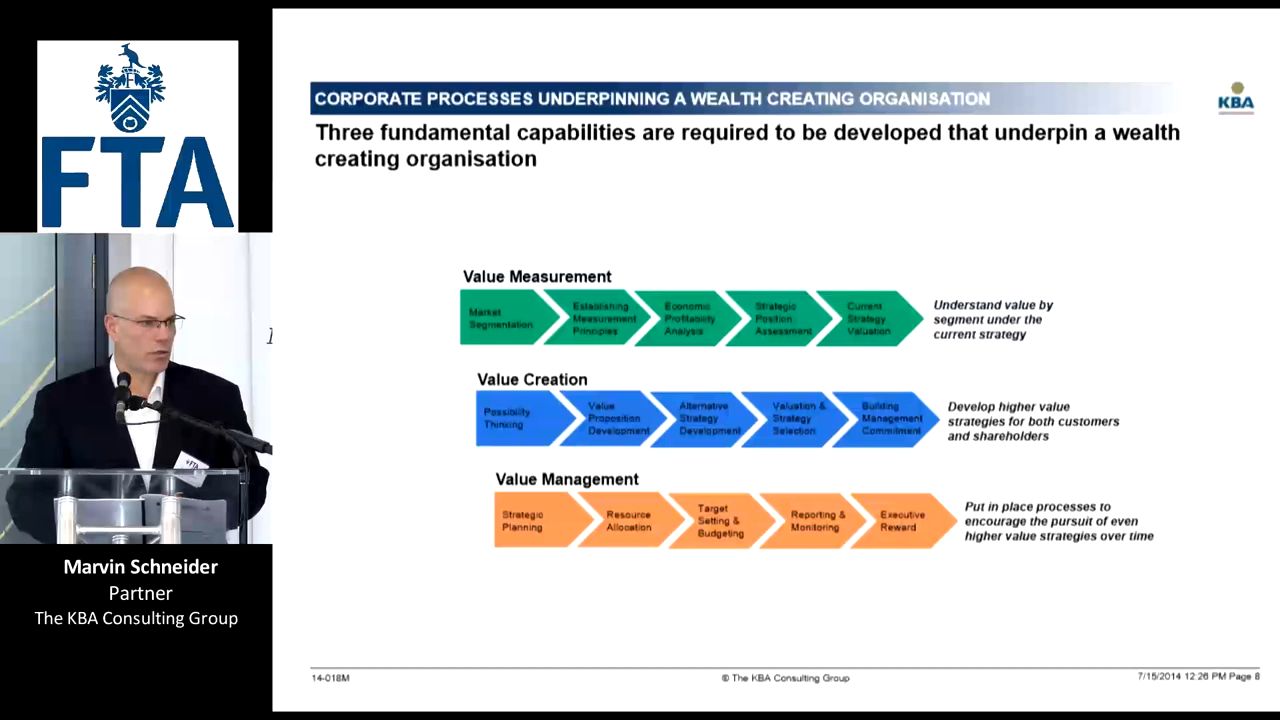 FTA
Marvin Schneider
Partner
The KBA Consulting Group
CORPORATE PROCESSES UNDERPINNING A WEALTH CREATING ORGANISATION
KBA
Three fundamental capabilities are required to be developed that underpin a wealth
creating organisation
Value Measurement
Market
Segmentation
Establishing
Measurement
Principles
Economic
Profitability
Analysis
Strategic
Position
Assessment
Current
Strategy
Valuation
Understand value by
segment under the
current strategy
Value Creation
Possibility
Thinking
Value
Proposition
Development
Alternative
Strategy
Development
Valuation &
Strategy
Selection
Building
Management
Commitment
Develop higher value
strategies for both customers
and shareholders
Value Management
Strategic
Planning
Resource
Allocation
Target
Setting &
Budgeting
Reporting &
Monitoring
Executive
Reward
Put in place processes to
encourage the pursuit of even
higher value strategies over time
14-018M
© The KBA Consulting Group
7/15/2014 12:26 PM Page 8